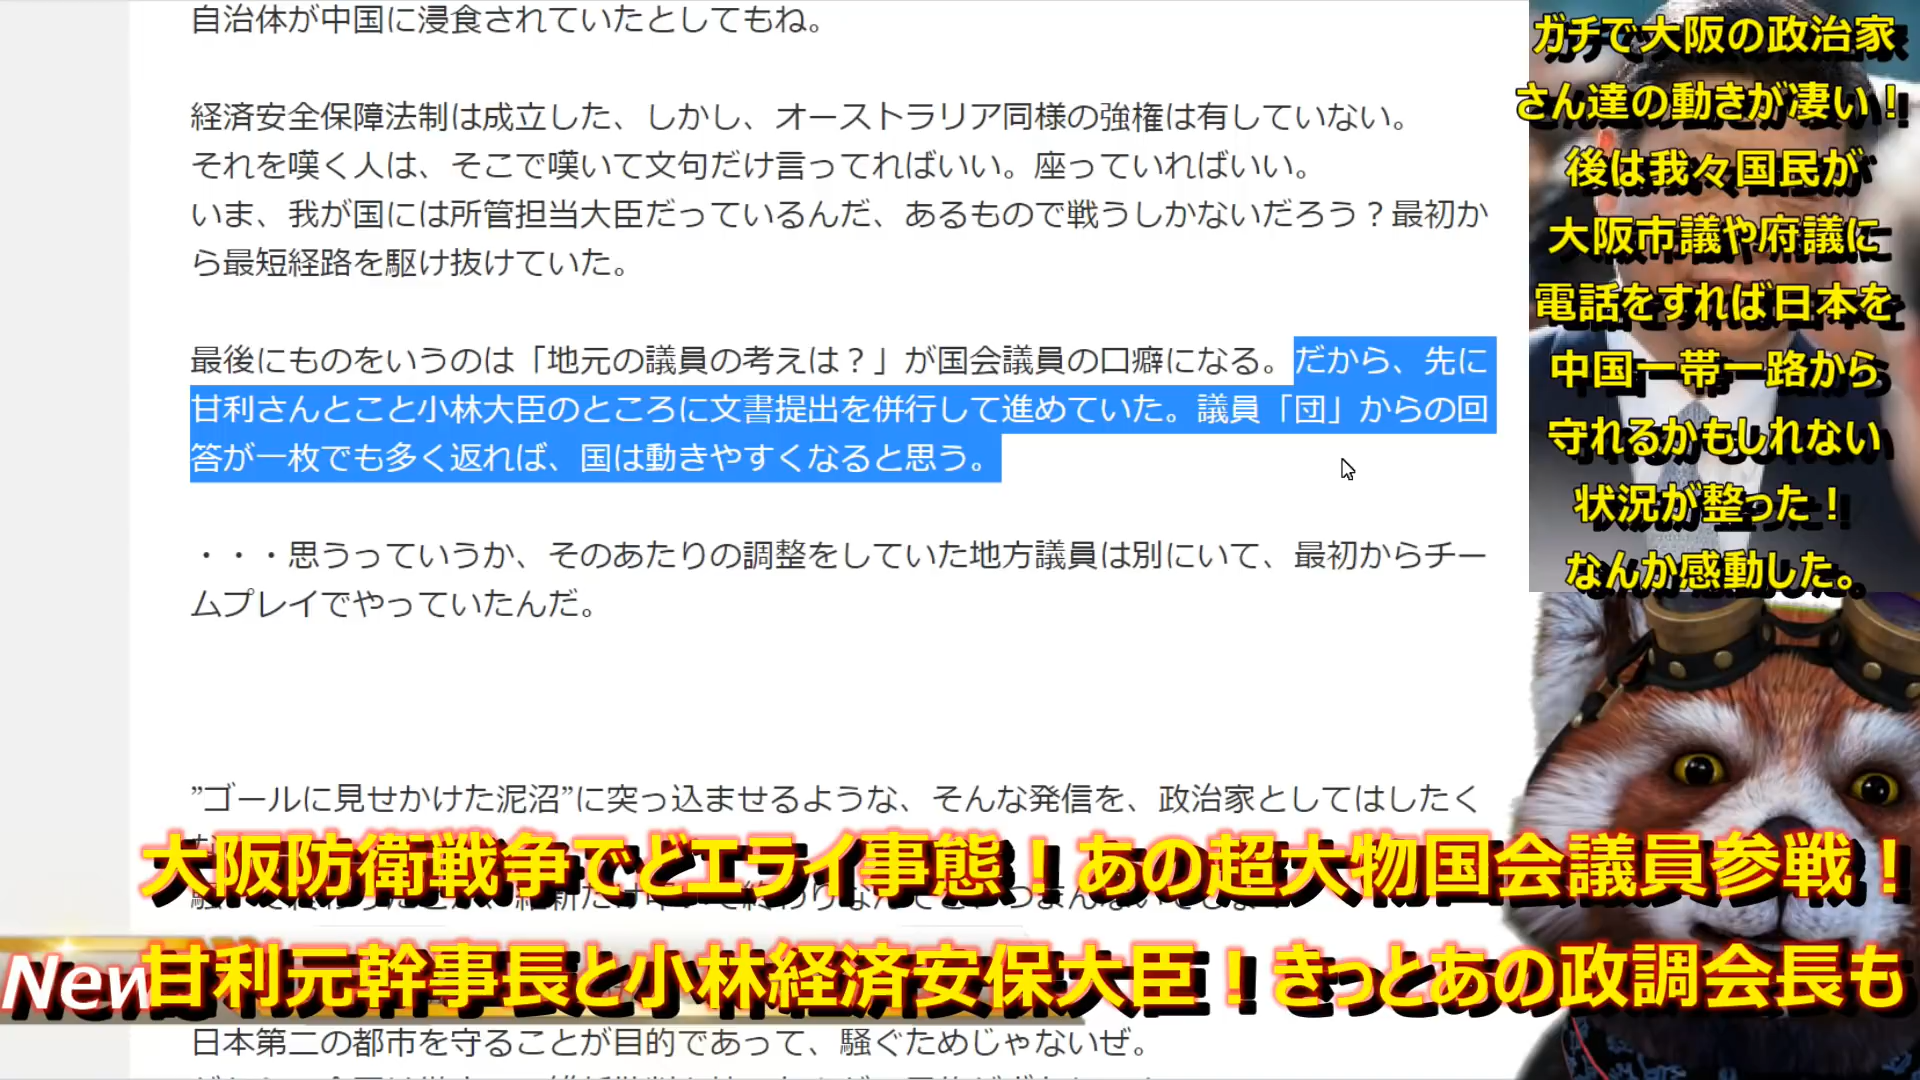 自治体が中国に浸食されていたとしてもね。
経済安全保障法制は成立した、しかし、オーストラリア同様の強権は有していない。
それを嘆く人は、そこで嘆いて文句だけ言ってればいい。座っていればいい。
いま、我が国には所管担当大臣だっているんだ、あるもので戦うしかないだろう？最初か
ら最短経路を駆け抜けていた。
最後にものをいうのは「地元の議員の考えは？」が国会議員の口癖になる。だから、先に
甘利さんとこと小林大臣のところに文書提出を併行して進めていた。議員「団」からの回
答が一枚でも多く返れば、国は動きやすくなると思う。
・・・思うっていうか、そのあたりの調整をしていた地方議員は別にいて、最初からチー
ムプレイでやっていたんだ。
”ゴールに見せかけた泥沼”に突っ込ませるような、そんな発信を、政治家としてはしたく
日本第二の都市を守ることが目的であって、騒ぐためじゃないぜ。
ガチで大阪の政治家
さん達の動きが凄い！
後は我々国民が
大阪市議や府議に
電話をすれば日本を
中国一帯一路から
守れるかもしれない
状況が整った！
なんか感動した。
大阪防衛戦争でどエライ事態！あの超大物国会議員参戦！
New
甘利元幹事長と小林経済安保大臣！きっとあの政調会長も